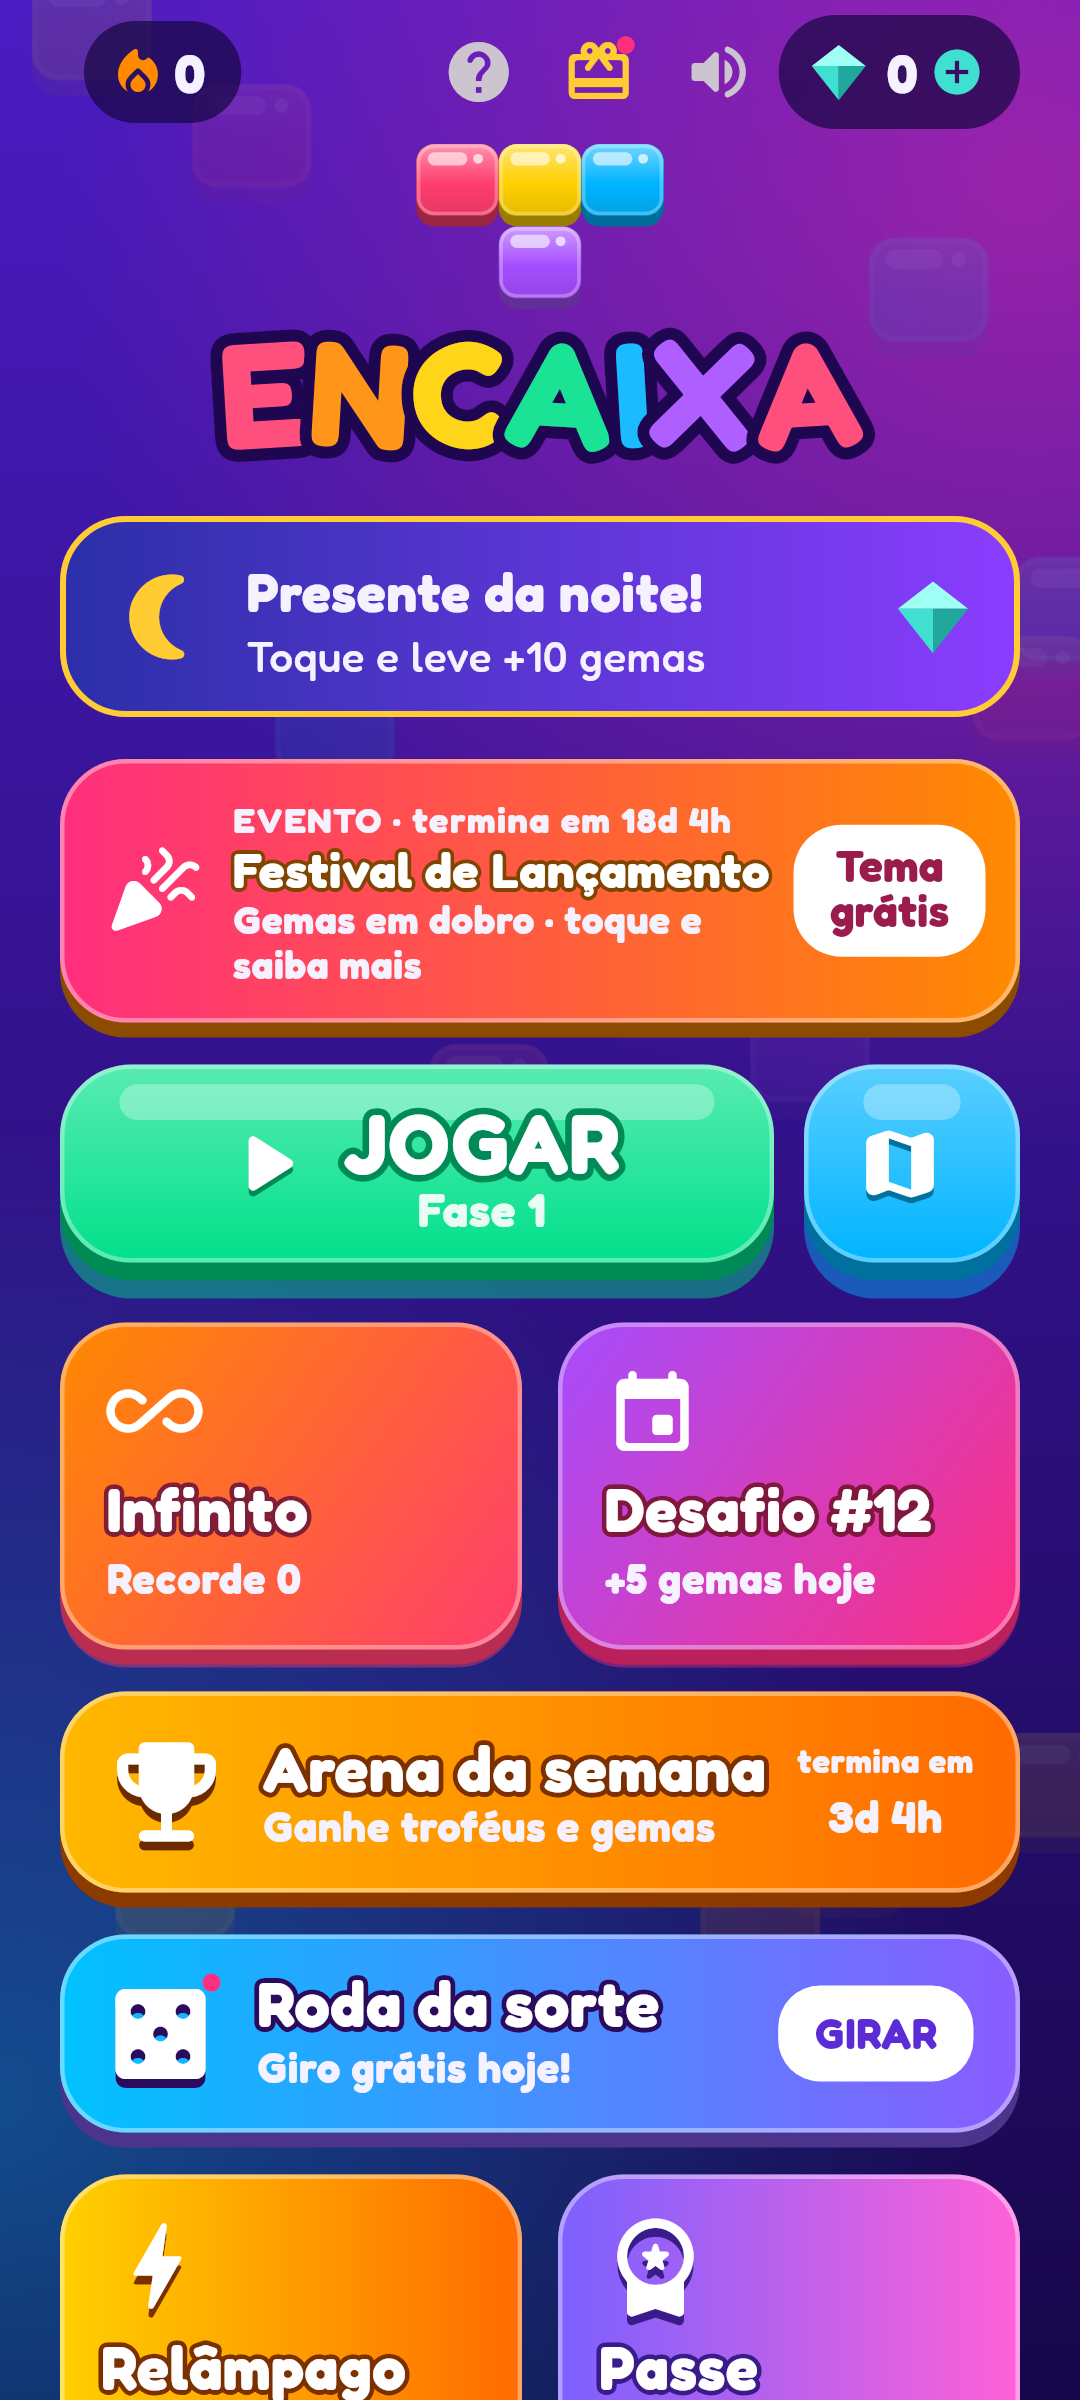 0
0
ENCAIXA
Presente da noite!
Toque e leve +10 gemas
EVENTO · termina em 18d 4h
Festival de Lançamento
Gemas em dobro · toque e
saiba mais
Tema
grátis
JOGAR
Fase 1
Infinito
Recorde 0
Desafio #12
+5 gemas hoje
Arena da semana
Ganhe troféus e gemas
termina em
3d 4h
Roda da sorte
Giro grátis hoje!
GIRAR
Relâmpago
Passe